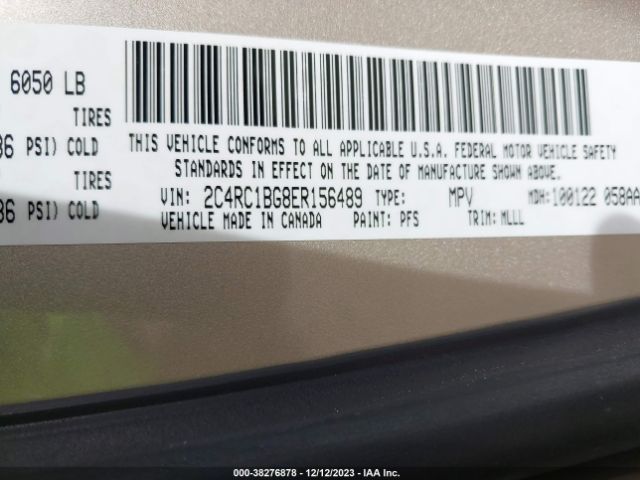 6050 LB
TIRES
THIS VEHICLE CONFORMS TO ALL APPLICABLE U.S.A. FEDERAL MOTOR VEHICLE SAFETY
PSI) COLD
STANDARDS IN EFFECT ON THE DATE OF MANUFACTURE SHOWN ABOVE.
TIRES
VIN: 2C4RC1BG8ER156489 TYPE: MPV MDH:100122 058AA
PSI) COLD
VEHICLE MADE IN CANADA PAINT: PFS TRIM: MLLL
000-38276878 - 12/12/2023 - IAA Inc.